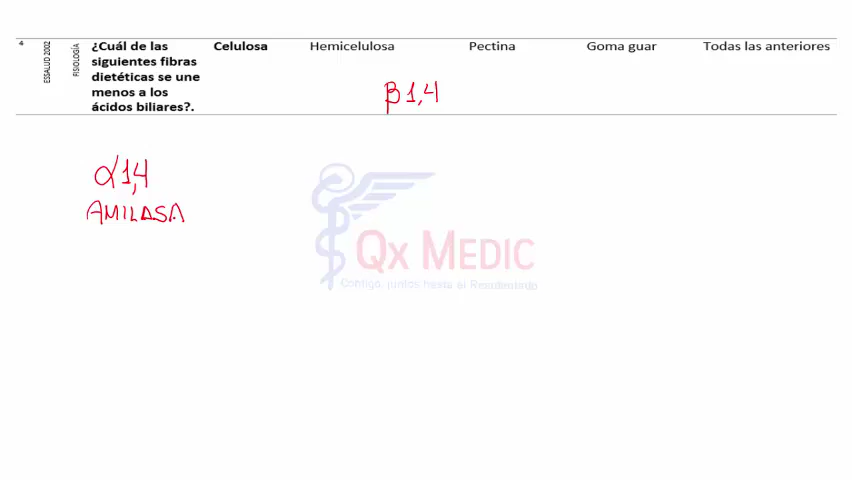 4
ESSALUD 2002
FISIOLOGÍA
¿Cuál de las
siguientes fibras
dietéticas se une
menos a los
ácidos biliares?.
Celulosa
Hemicelulosa
Pectina
Goma guar
Todas las anteriores
β1,4
α1,4
AMILASA
QX MEDIC
Contigo, juntos hasta el Residentado